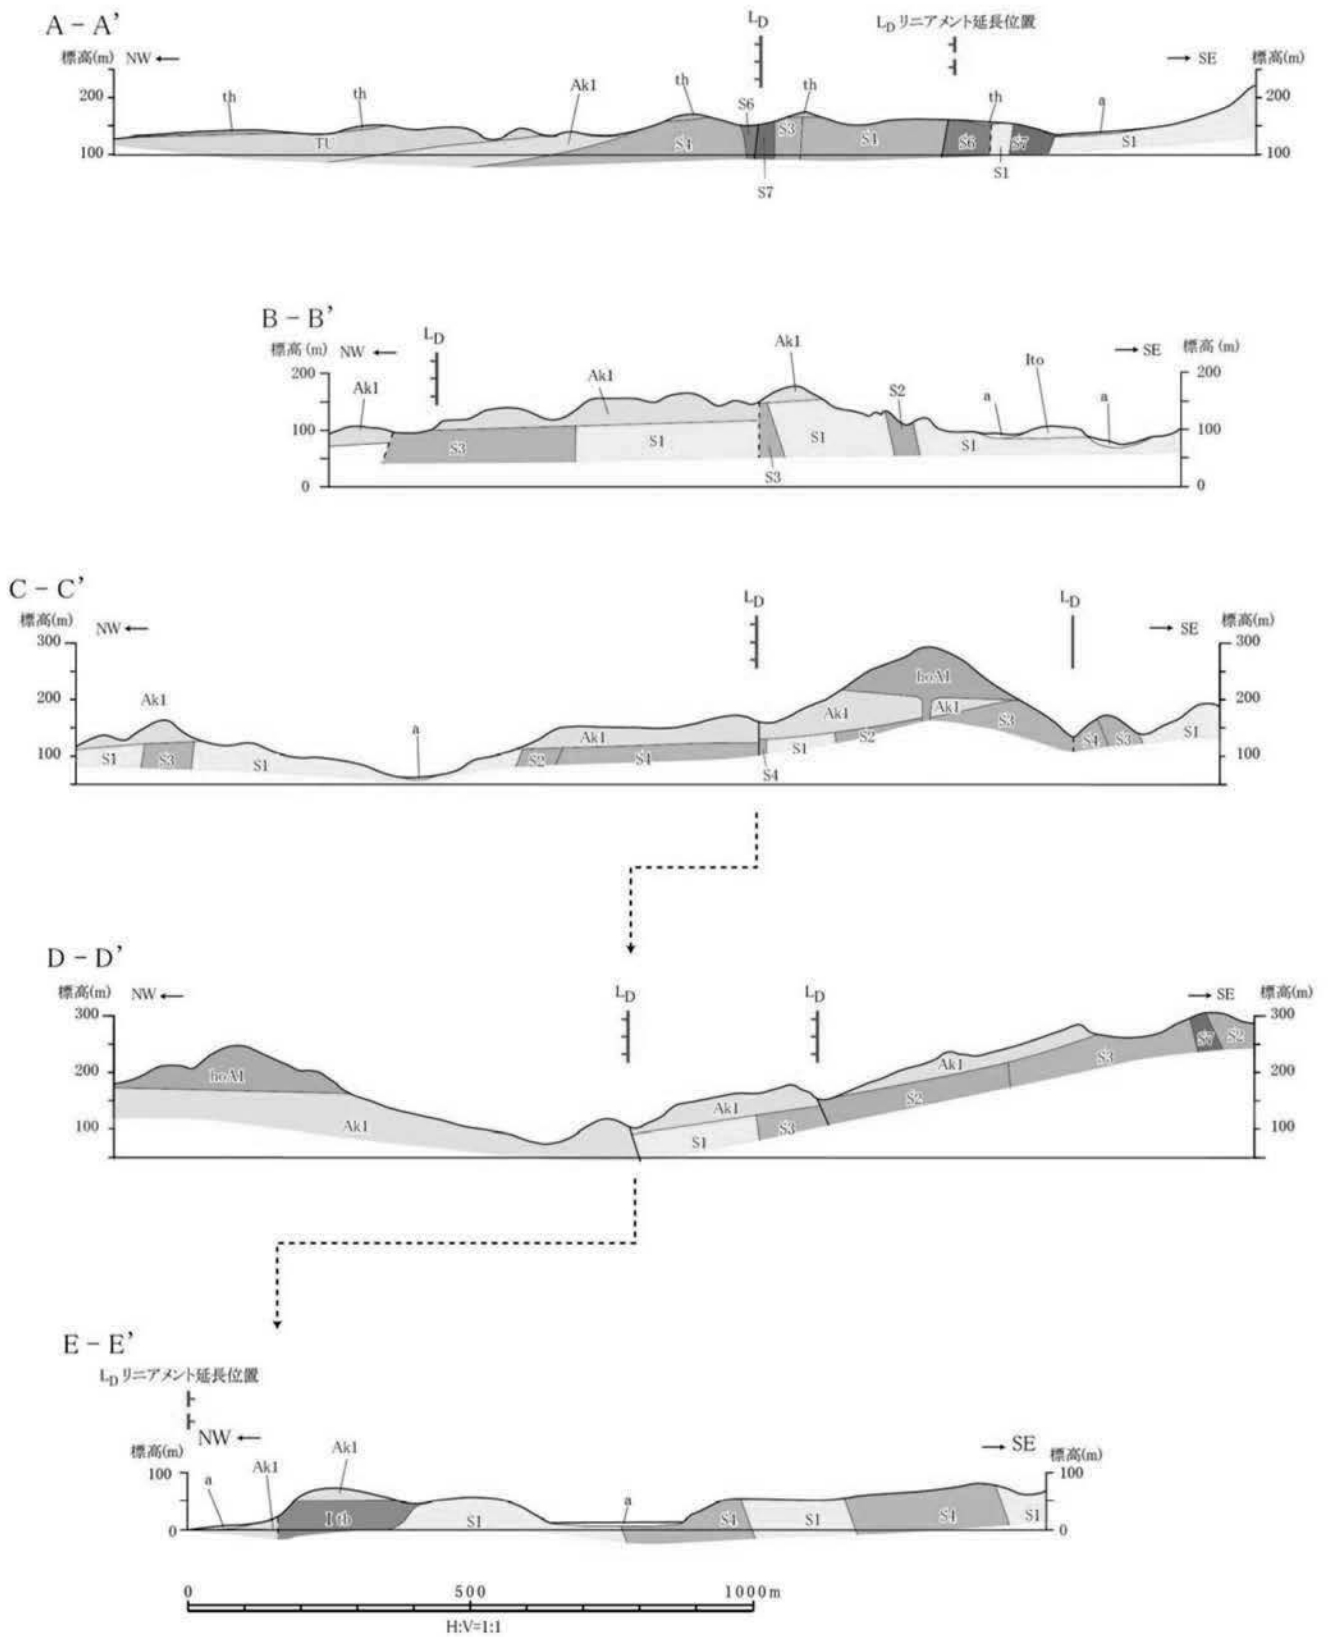 A－A’
LD
LD リニアメント延長位置
標高(m)
NW ←
→ SE
標高(m)
200
200
100
100
th
th
Ak1
th
S6
th
th
a
TU
S4
S3
S4
S6
S7
S1
S1
S7
B－B’
LD
標高(m)
NW ←
→ SE
標高(m)
200
200
100
100
0
0
Ak1
Ak1
Ak1
S2
Ito
a
a
S3
S1
S1
S1
S3
C－C’
LD
LD
標高(m)
NW ←
→ SE
標高(m)
300
300
200
200
100
100
Ak1
a
hoA1
Ak1
Ak1
Ak1
S3
S1
S3
S1
S2
S4
S1
S2
S4
S3
S1
S4
D－D’
LD
LD
標高(m)
NW ←
→ SE
標高(m)
300
300
200
200
100
100
hoA1
Ak1
Ak1
Ak1
S1
S3
S2
S3
S7
S2
E－E’
LD リニアメント延長位置
NW ←
→ SE
標高(m)
標高(m)
100
100
0
0
a
Ak1
Ak1
a
S1
S4
S1
S4
S1
0
500
1000m
H:V=1:1